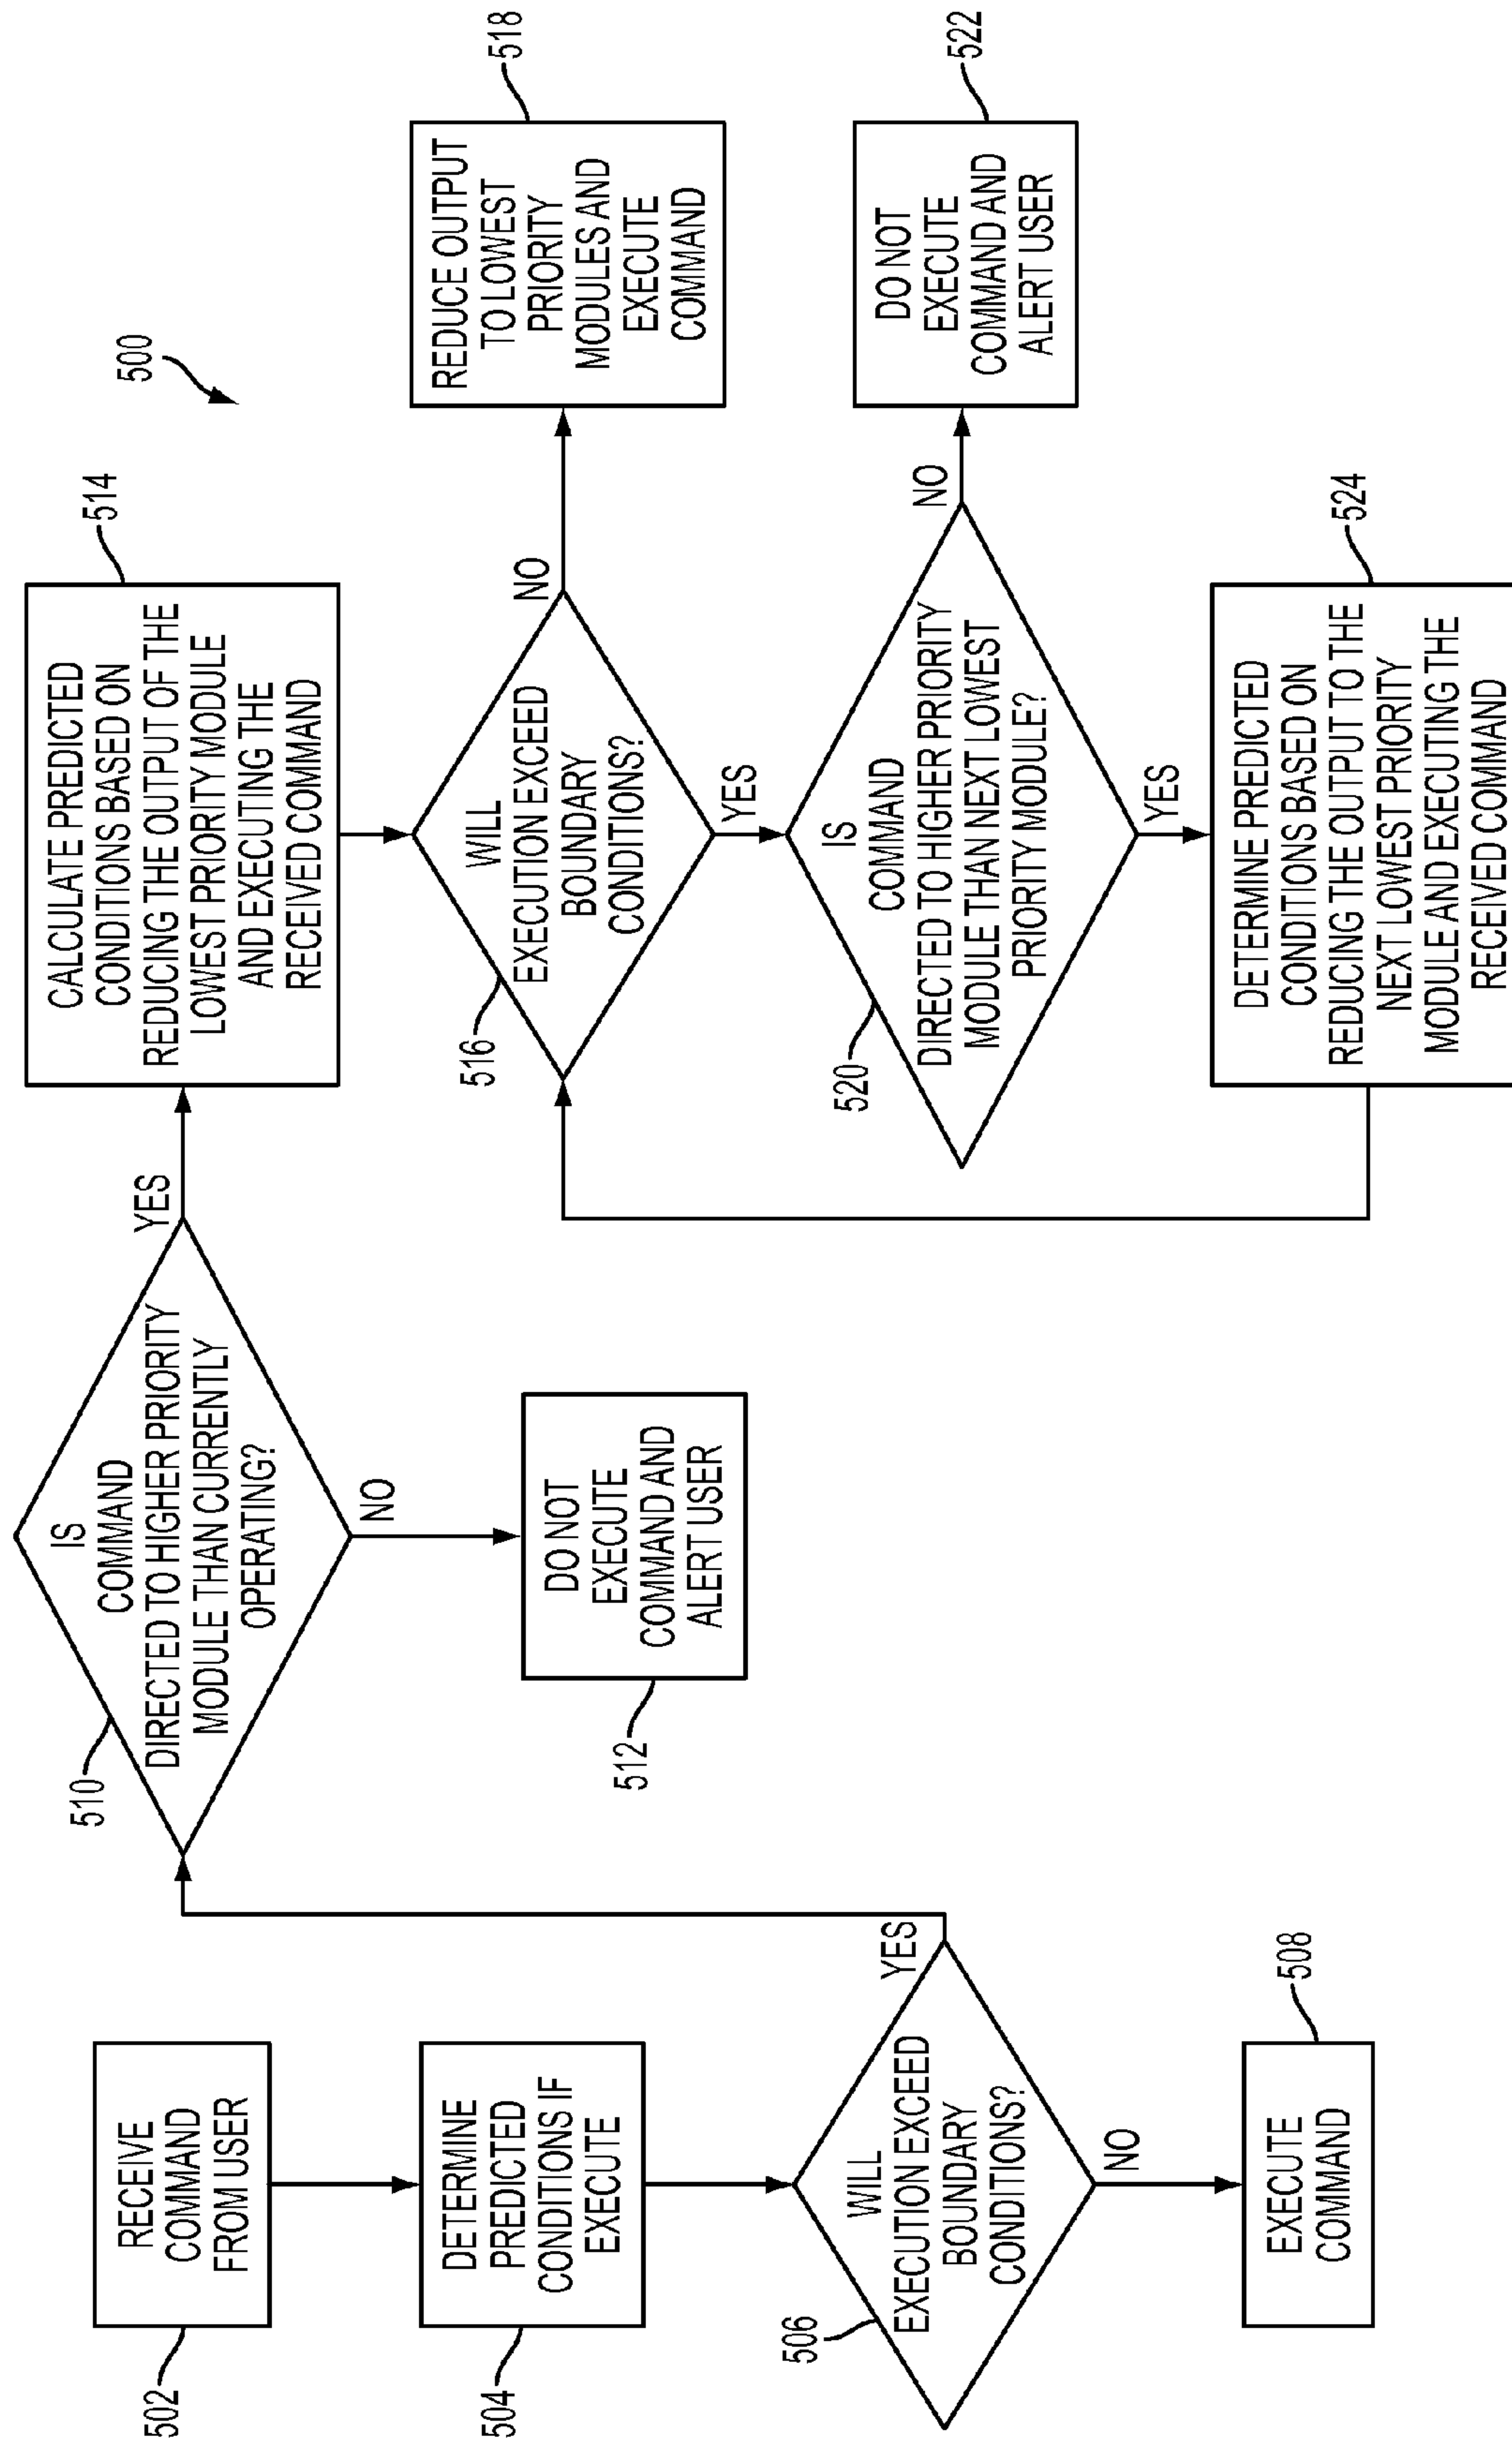 500
RECEIVE
COMMAND
FROM USER
502
DETERMINE
PREDICTED
CONDITIONS IF
EXECUTE
504
WILL
EXECUTION EXCEED
BOUNDARY
CONDITIONS?
506
YES
NO
EXECUTE
COMMAND
508
IS
COMMAND
DIRECTED TO HIGHER PRIORITY
MODULE THAN CURRENTLY
OPERATING?
510
YES
NO
DO NOT
EXECUTE
COMMAND AND
ALERT USER
512
CALCULATE PREDICTED
CONDITIONS BASED ON
REDUCING THE OUTPUT OF THE
LOWEST PRIORITY MODULE
AND EXECUTING THE
RECEIVED COMMAND
514
WILL
EXECUTION EXCEED
BOUNDARY
CONDITIONS?
516
NO
YES
REDUCE OUTPUT
TO LOWEST
PRIORITY
MODULES AND
EXECUTE
COMMAND
518
IS
COMMAND
DIRECTED TO HIGHER PRIORITY
MODULE THAN NEXT LOWEST
PRIORITY MODULE?
520
NO
YES
DO NOT
EXECUTE
COMMAND AND
ALERT USER
522
DETERMINE PREDICTED
CONDITIONS BASED ON
REDUCING THE OUTPUT TO THE
NEXT LOWEST PRIORITY
MODULE AND EXECUTING THE
RECEIVED COMMAND
524